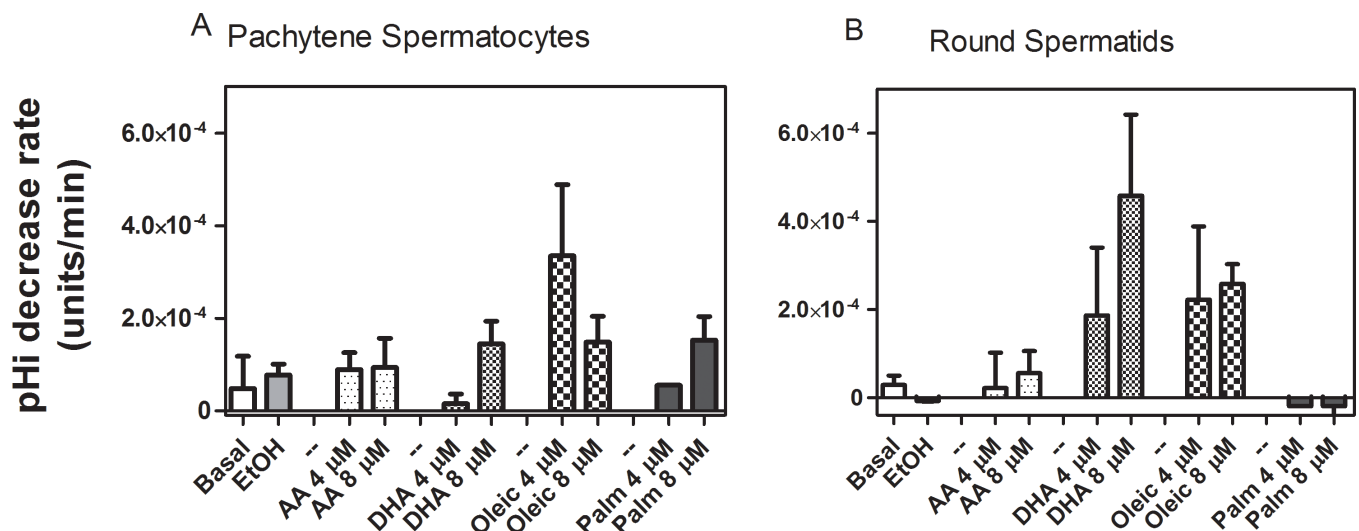 A Pachytene Spermatocytes
B Round Spermatids
pHi decrease rate
(units/min)
6.0×10⁻⁴
4.0×10⁻⁴
2.0×10⁻⁴
0
Basal
EtOH
--
AA 4 µM
AA 8 µM
--
DHA 4 µM
DHA 8 µM
--
Oleic 4 µM
Oleic 8 µM
--
Palm 4 µM
Palm 8 µM
6.0×10⁻⁴
4.0×10⁻⁴
2.0×10⁻⁴
0
Basal
EtOH
--
AA 4 µM
AA 8 µM
--
DHA 4 µM
DHA 8 µM
--
Oleic 4 µM
Oleic 8 µM
--
Palm 4 µM
Palm 8 µM